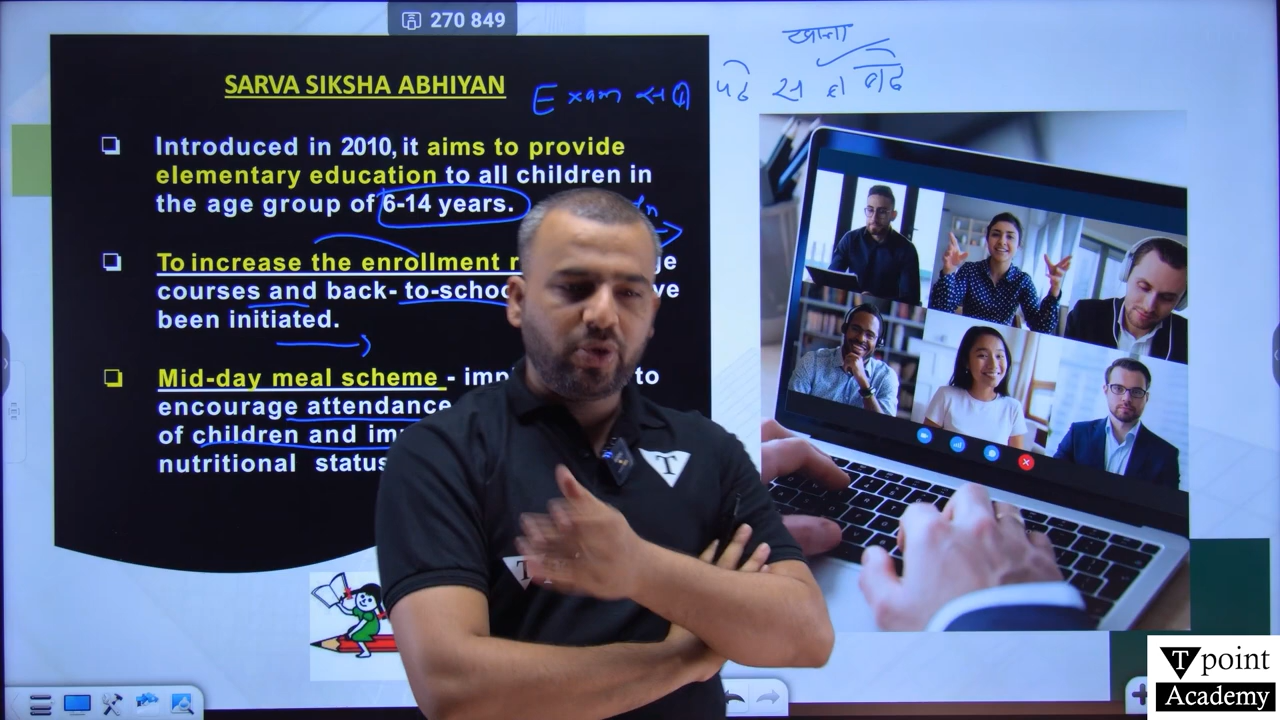 270 849
SARVA SIKSHA ABHIYAN
Exam
खाना
Introduced in 2010, it aims to provide
elementary education to all children in
the age group of 6-14 years.
To increase the enrollment
courses and back- to-schoo
been initiated.
Mid-day meal scheme - imp to
encourage attendance
of children and im
nutritional status
T
T point
Academy